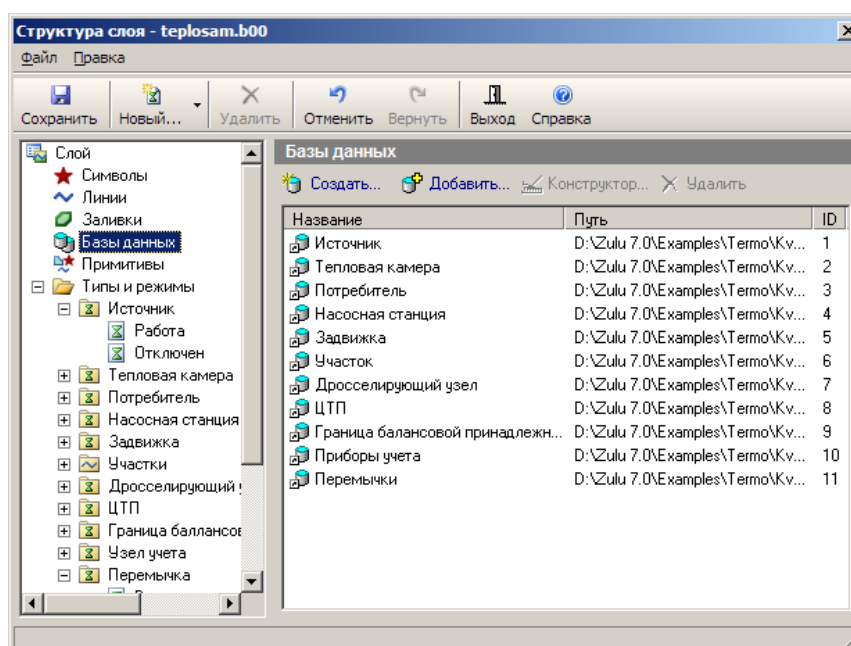 Структура слоя - teplosam.b00
Файл Правка
Сохранить Новый... Удалить Отменить Вернуть Выход Справка
Слой
Символы
Линии
Заливки
Базы данных
Примитивы
Типы и режимы
Источник
Работа
Отключен
Тепловая камера
Потребитель
Насосная станция
Задвижка
Участки
Дросселирующий
ЦТП
Граница баллансов
Узел учета
Перемычка
Базы данных
Создать... Добавить... Конструктор... Удалить
Название Путь ID
Источник D:\Zulu 7.0\Examples\Termo\Kv... 1
Тепловая камера D:\Zulu 7.0\Examples\Termo\Kv... 2
Потребитель D:\Zulu 7.0\Examples\Termo\Kv... 3
Насосная станция D:\Zulu 7.0\Examples\Termo\Kv... 4
Задвижка D:\Zulu 7.0\Examples\Termo\Kv... 5
Участок D:\Zulu 7.0\Examples\Termo\Kv... 6
Дросселирующий узел D:\Zulu 7.0\Examples\Termo\Kv... 7
ЦТП D:\Zulu 7.0\Examples\Termo\Kv... 8
Граница балансовой принадлежн... D:\Zulu 7.0\Examples\Termo\Kv... 9
Приборы учета D:\Zulu 7.0\Examples\Termo\Kv... 10
Перемычки D:\Zulu 7.0\Examples\Termo\Kv... 11